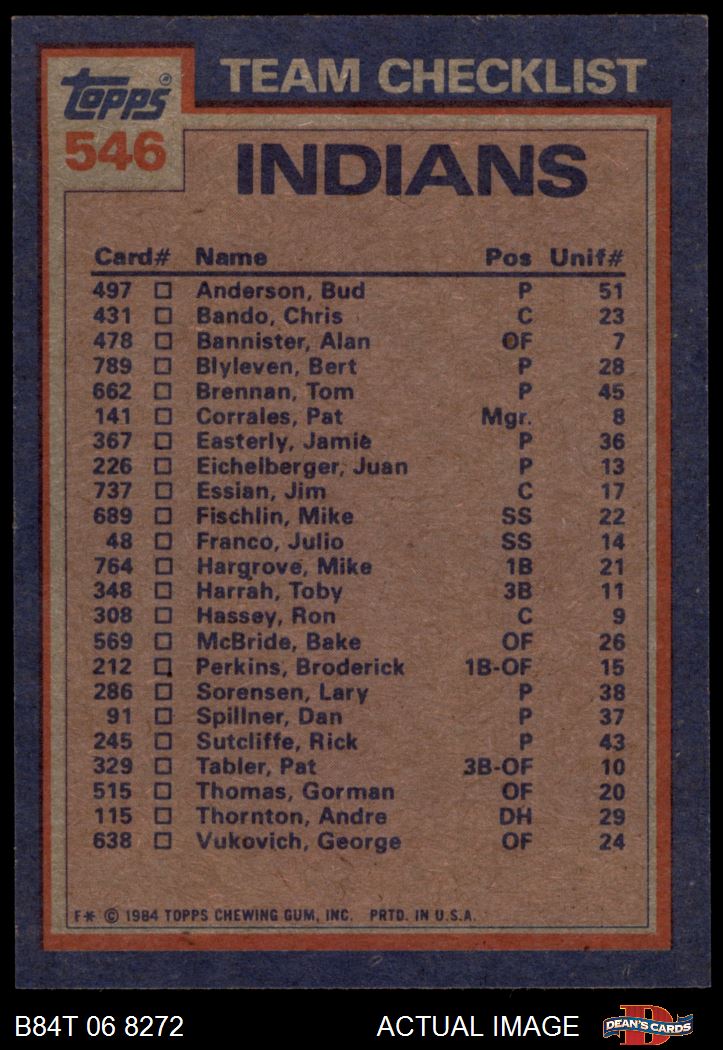 topps®
546
TEAM CHECKLIST
INDIANS
Card# Name Pos Unif#
497 Anderson, Bud P 51
431 Bando, Chris C 23
478 Bannister, Alan OF 7
789 Blyleven, Bert P 28
662 Brennan, Tom P 45
141 Corrales, Pat Mgr. 8
367 Easterly, Jamie P 36
226 Eichelberger, Juan P 13
737 Essian, Jim C 17
689 Fischlin, Mike SS 22
48 Franco, Julio SS 14
764 Hargrove, Mike 1B 21
348 Harrah, Toby 3B 11
308 Hassey, Ron C 9
569 McBride, Bake OF 26
212 Perkins, Broderick 1B-OF 15
286 Sorensen, Lary P 38
91 Spillner, Dan P 37
245 Sutcliffe, Rick P 43
329 Tabler, Pat 3B-OF 10
515 Thomas, Gorman OF 20
115 Thornton, Andre DH 29
638 Vukovich, George OF 24
F* © 1984 TOPPS CHEWING GUM, INC. PRTD. IN U.S.A.
B84T 06 8272 ACTUAL IMAGE
D
DEAN'S CARDS